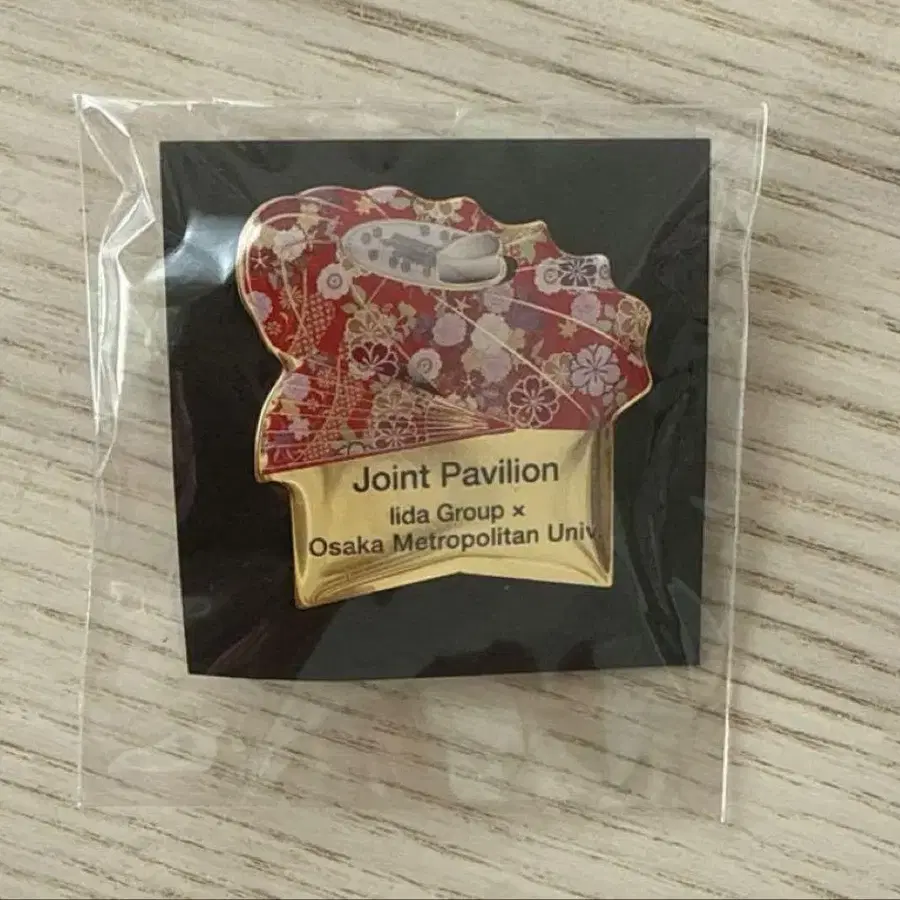 Joint Pavilion
Iida Group ×
Osaka Metropolitan Univ.